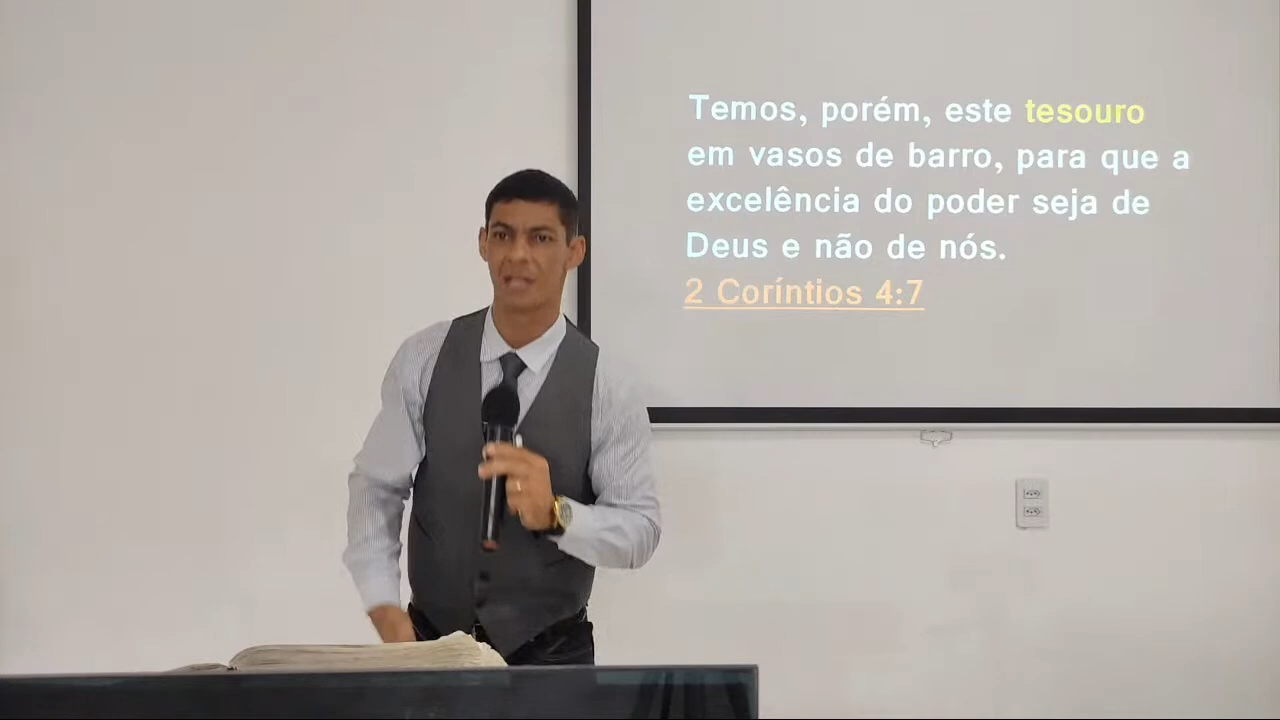 Temos, porém, este tesouro
em vasos de barro, para que a
excelência do poder seja de
Deus e não de nós.
2 Coríntios 4:7